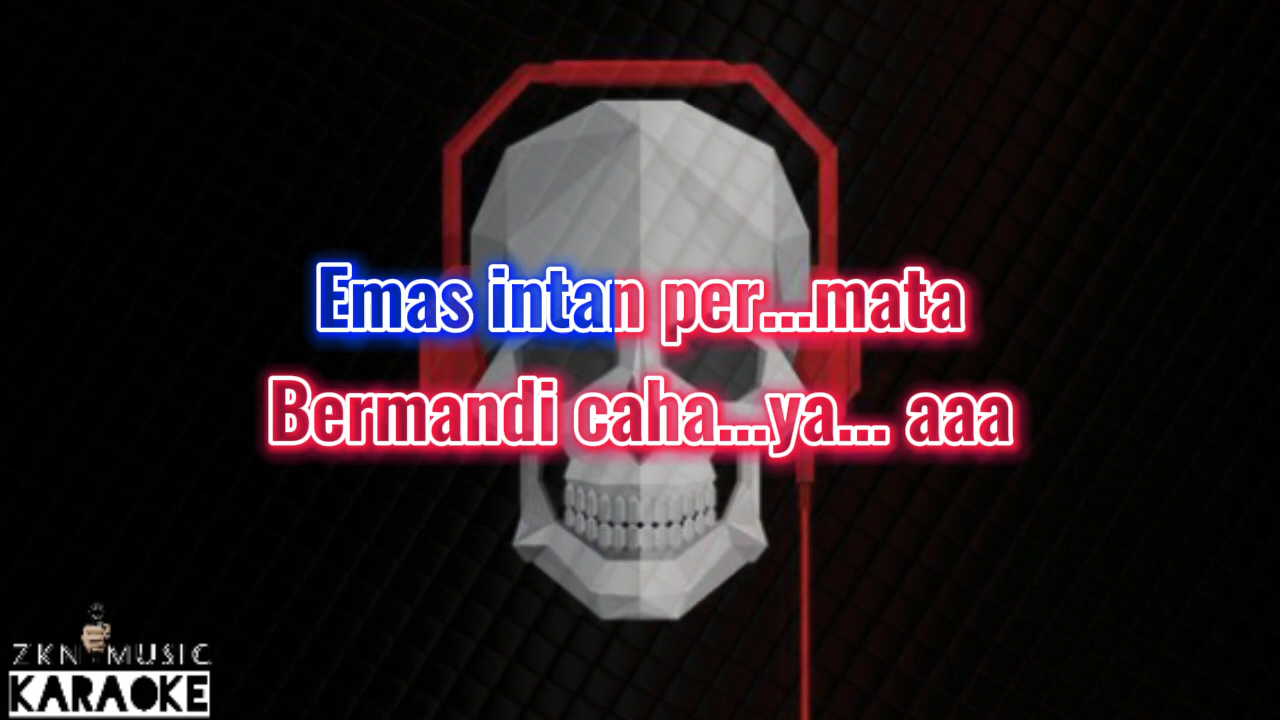 Emas intan per...mata
Bermandi caha...ya... aaa
ZKN MUSIC
KARAOKE